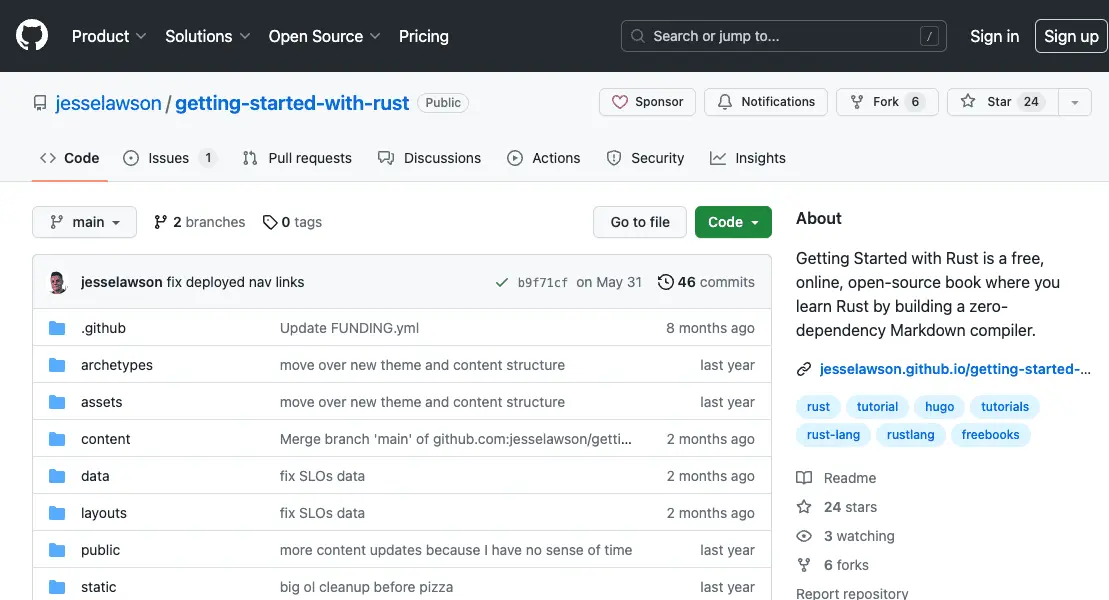 Product Solutions Open Source Pricing Search or jump to... / Sign in Sign up
jesselawson / getting-started-with-rust Public Sponsor Notifications Fork 6 Star 24
Code Issues 1 Pull requests Discussions Actions Security Insights
main 2 branches 0 tags Go to file Code
jesselawson fix deployed nav links b9f71cf on May 31 46 commits
.github Update FUNDING.yml 8 months ago
archetypes move over new theme and content structure last year
assets move over new theme and content structure last year
content Merge branch 'main' of github.com:jesselawson/getti... 2 months ago
data fix SLOs data 2 months ago
layouts fix SLOs data 2 months ago
public more content updates because I have no sense of time last year
static big ol cleanup before pizza last year
About
Getting Started with Rust is a free,
online, open-source book where you
learn Rust by building a zero-
dependency Markdown compiler.
jesselawson.github.io/getting-started-...
rust tutorial hugo tutorials
rust-lang rustlang freebooks
Readme
24 stars
3 watching
6 forks
Report repository